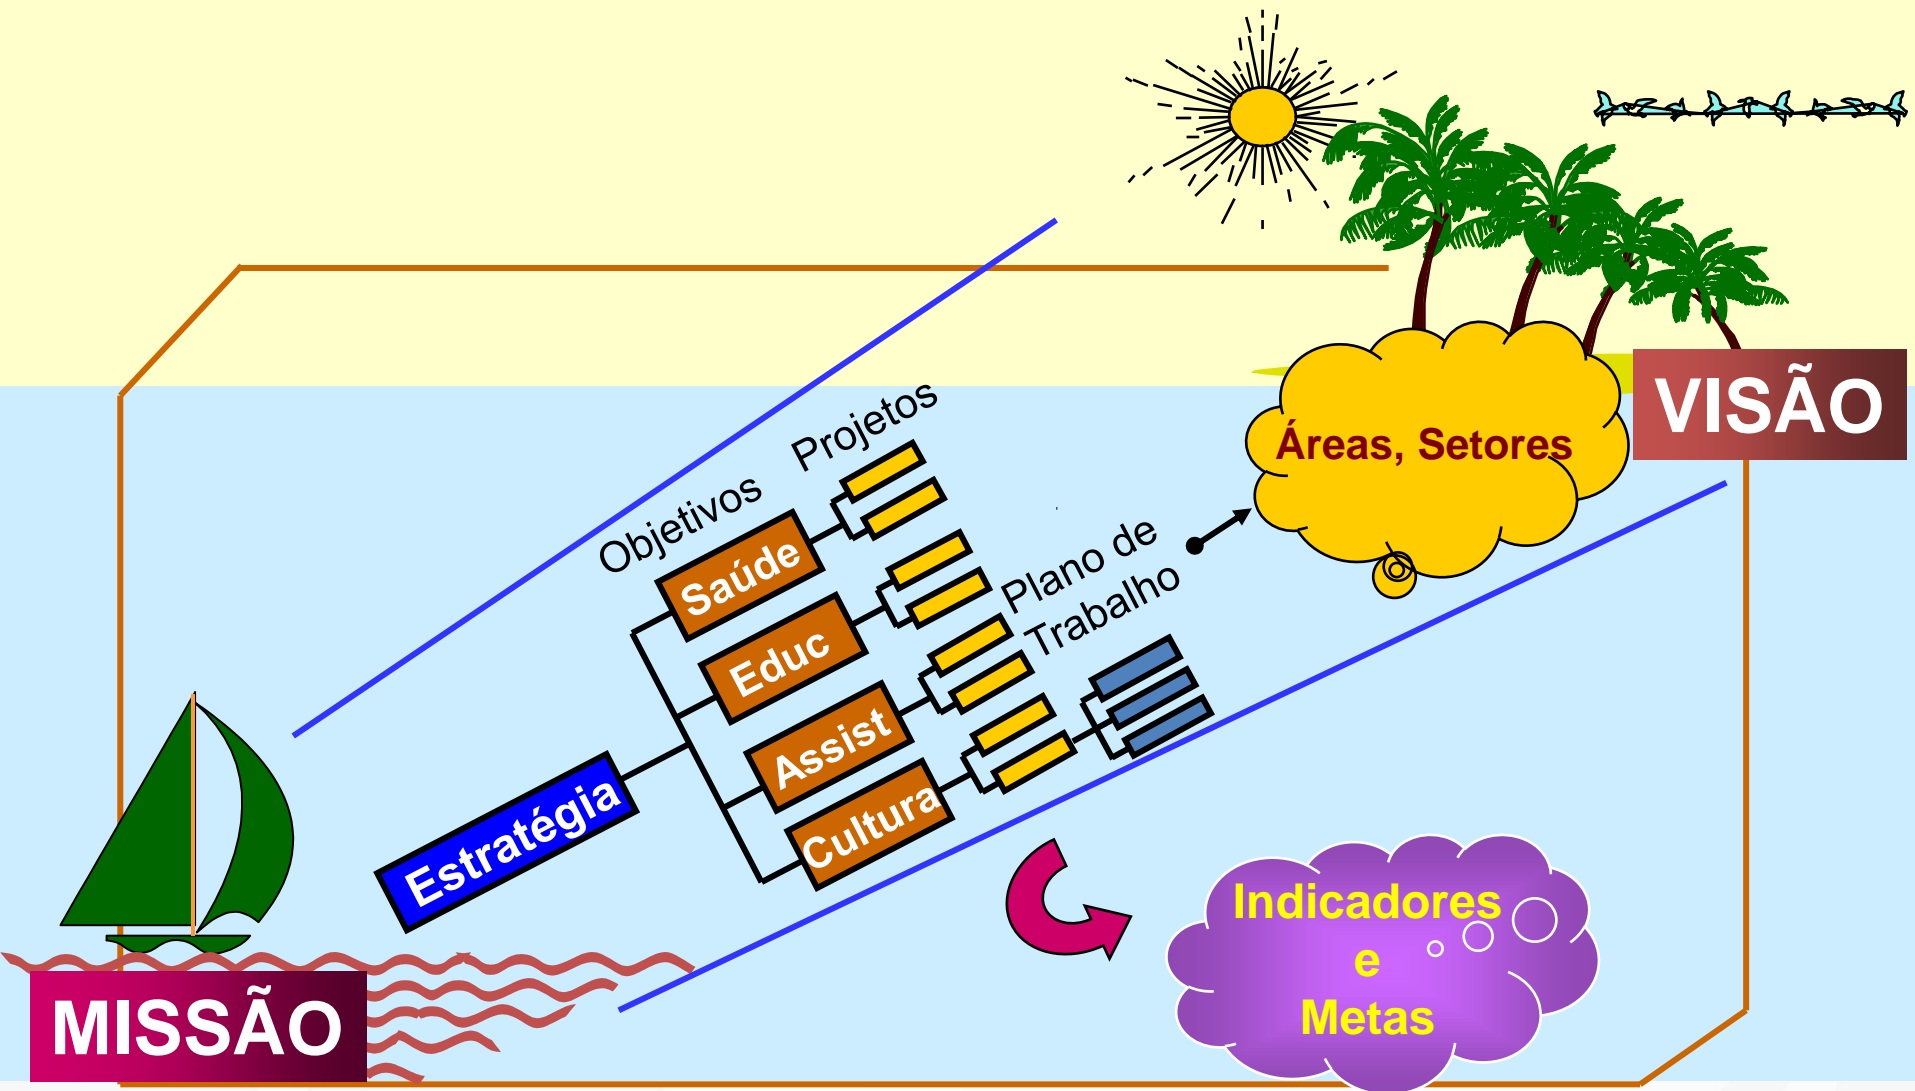 Projetos
VISÃO
Áreas, Setores
Objetivos
Saúde
Plano de
Trabalho
Educ
Assist
Cultura
Estratégia
Indicadores
e
Metas
MISSÃO